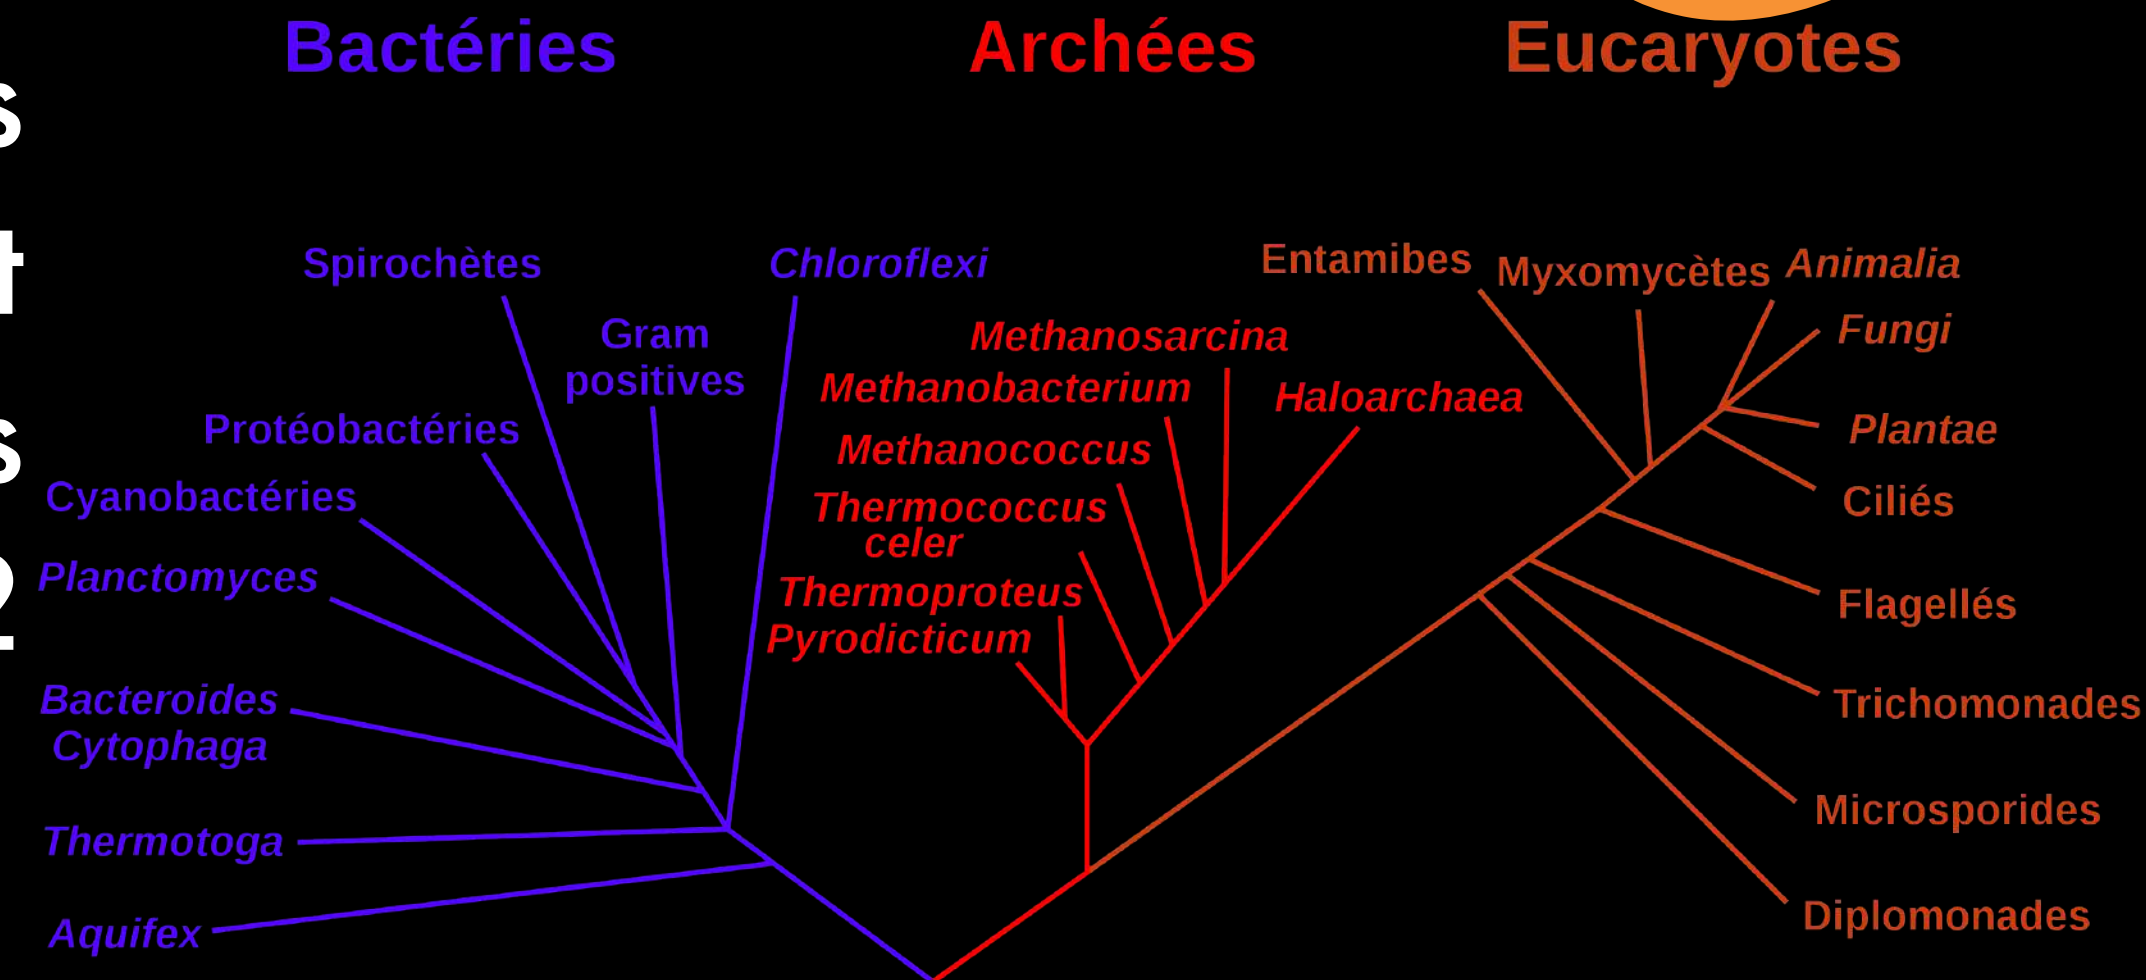 Bactéries
Archées
Eucaryotes
s
t
s
2
Spirochètes
Chloroflexi
Gram
positives
Protéobactéries
Cyanobactéries
Planctomyces
Bacteroides
Cytophaga
Thermotoga
Aquifex
Methanosarcina
Methanobacterium
Haloarchaea
Methanococcus
Thermococcus
celer
Thermoproteus
Pyrodicticum
Entamibes
Myxomycètes
Animalia
Fungi
Plantae
Ciliés
Flagellés
Trichomonades
Microsporides
Diplomonades